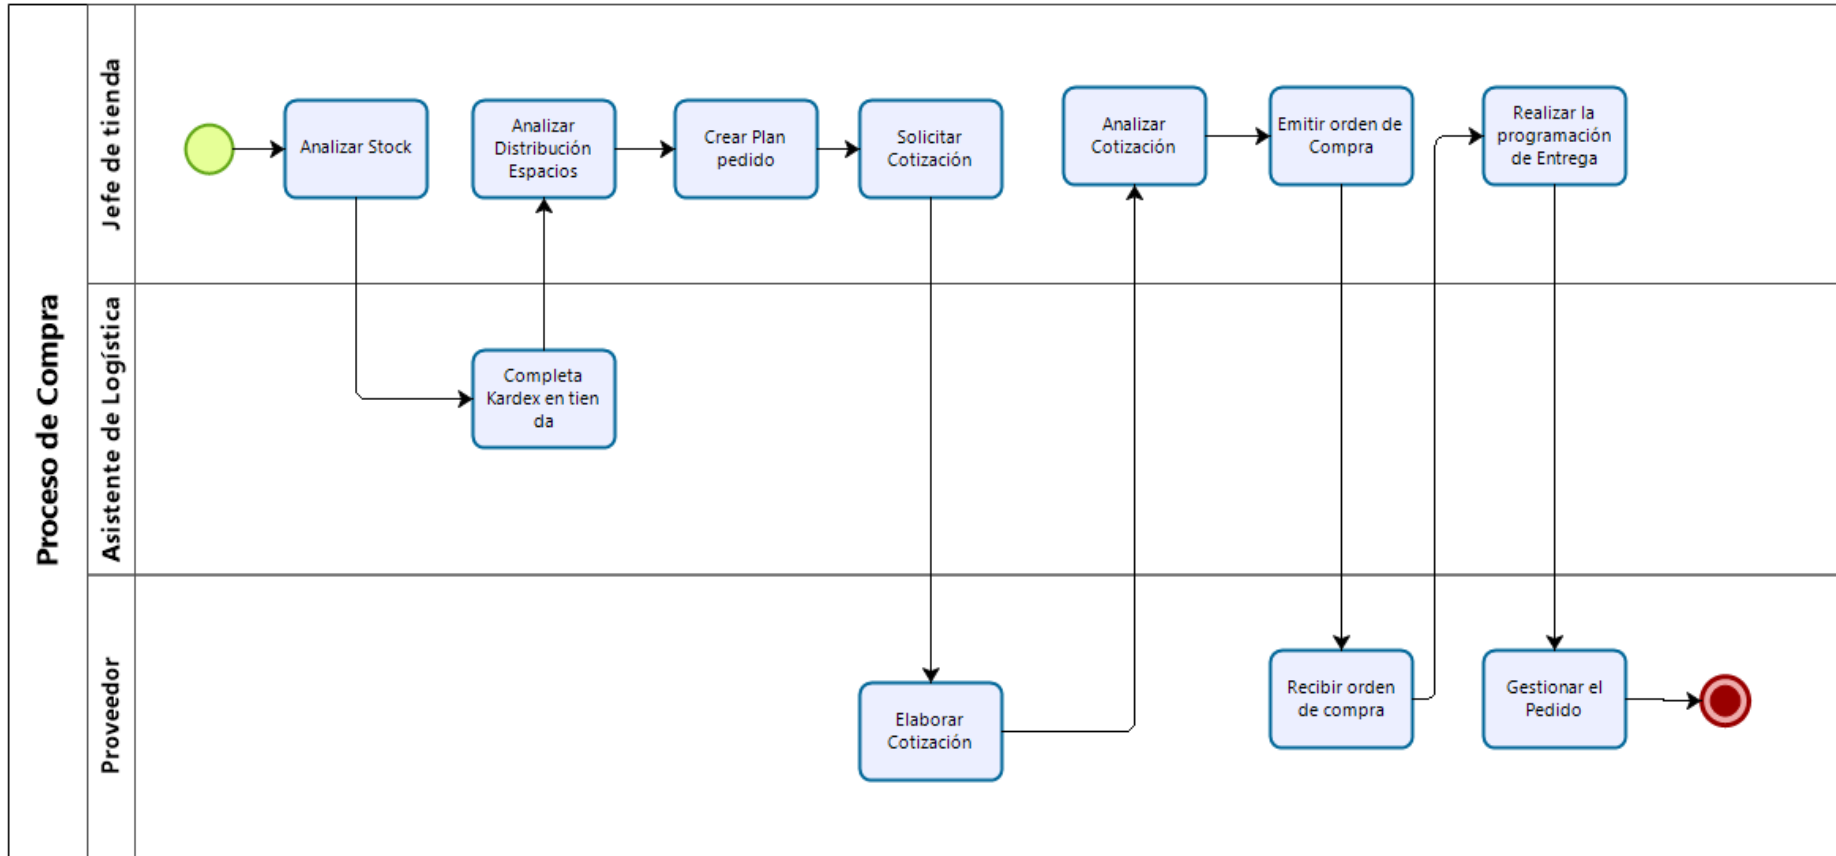 Proceso de Compra
Jefe de tienda
Analizar Stock
Analizar
Distribución
Espacios
Crear Plan
pedido
Solicitar
Cotización
Analizar
Cotización
Emitir orden de
Compra
Realizar la
programación
de Entrega
Asistente de Logística
Completa
Kardex en tien
da
Proveedor
Elaborar
Cotización
Recibir orden
de compra
Gestionar el
Pedido